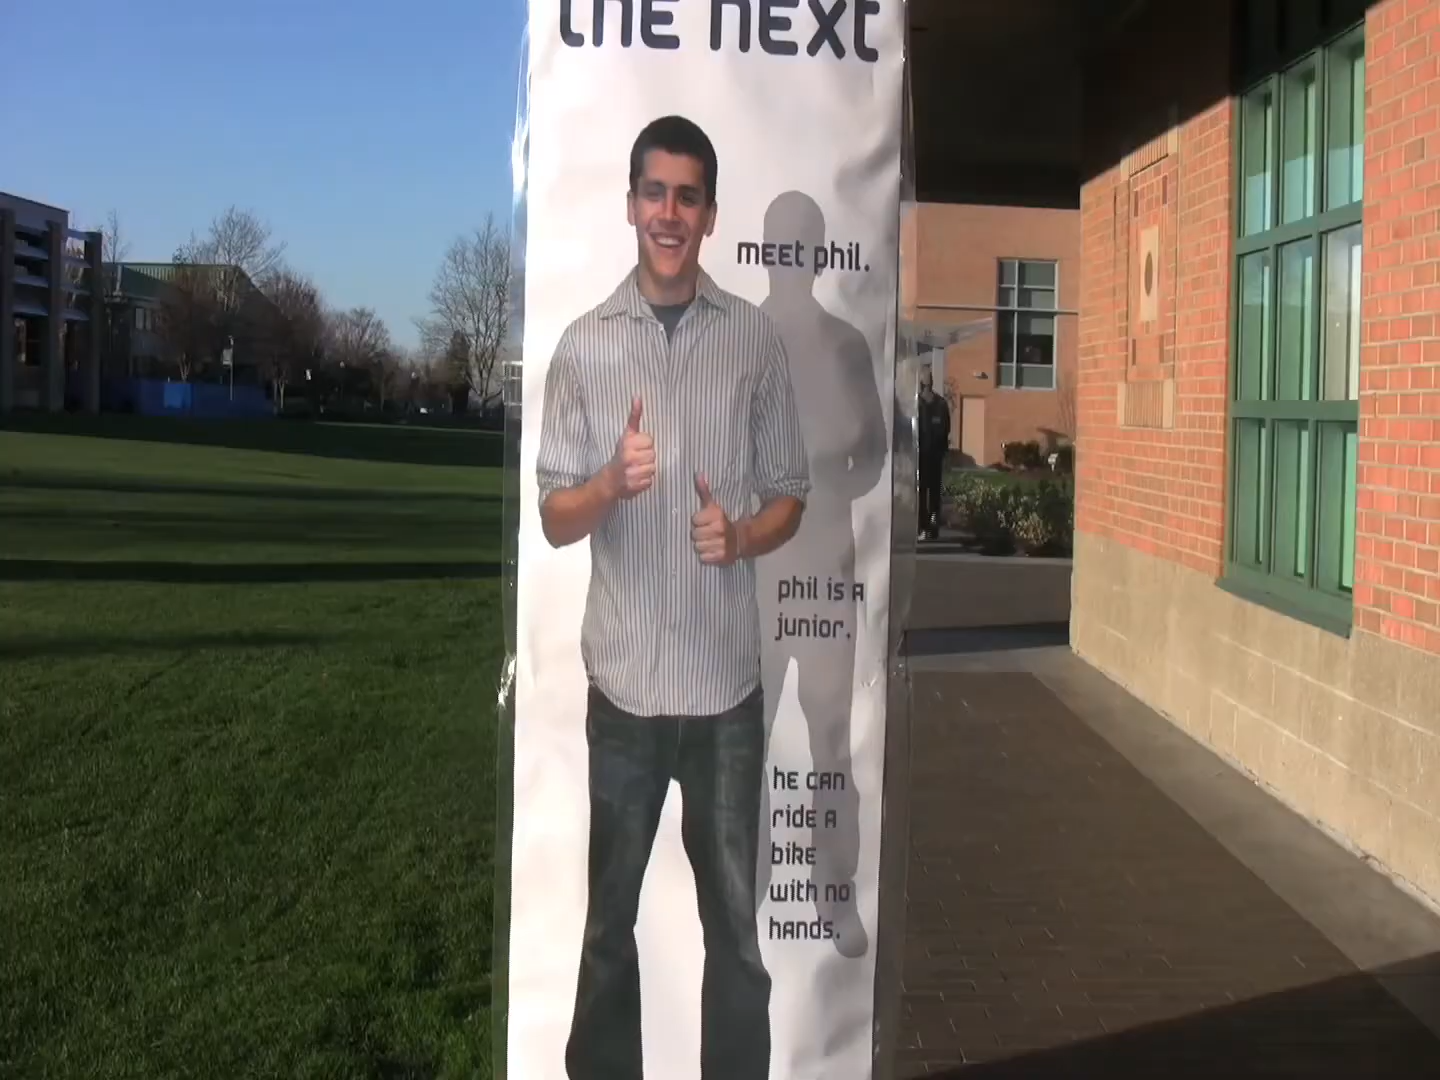 the next
meet phil.
phil is a
junior.
he can
ride a
bike
with no
hands.